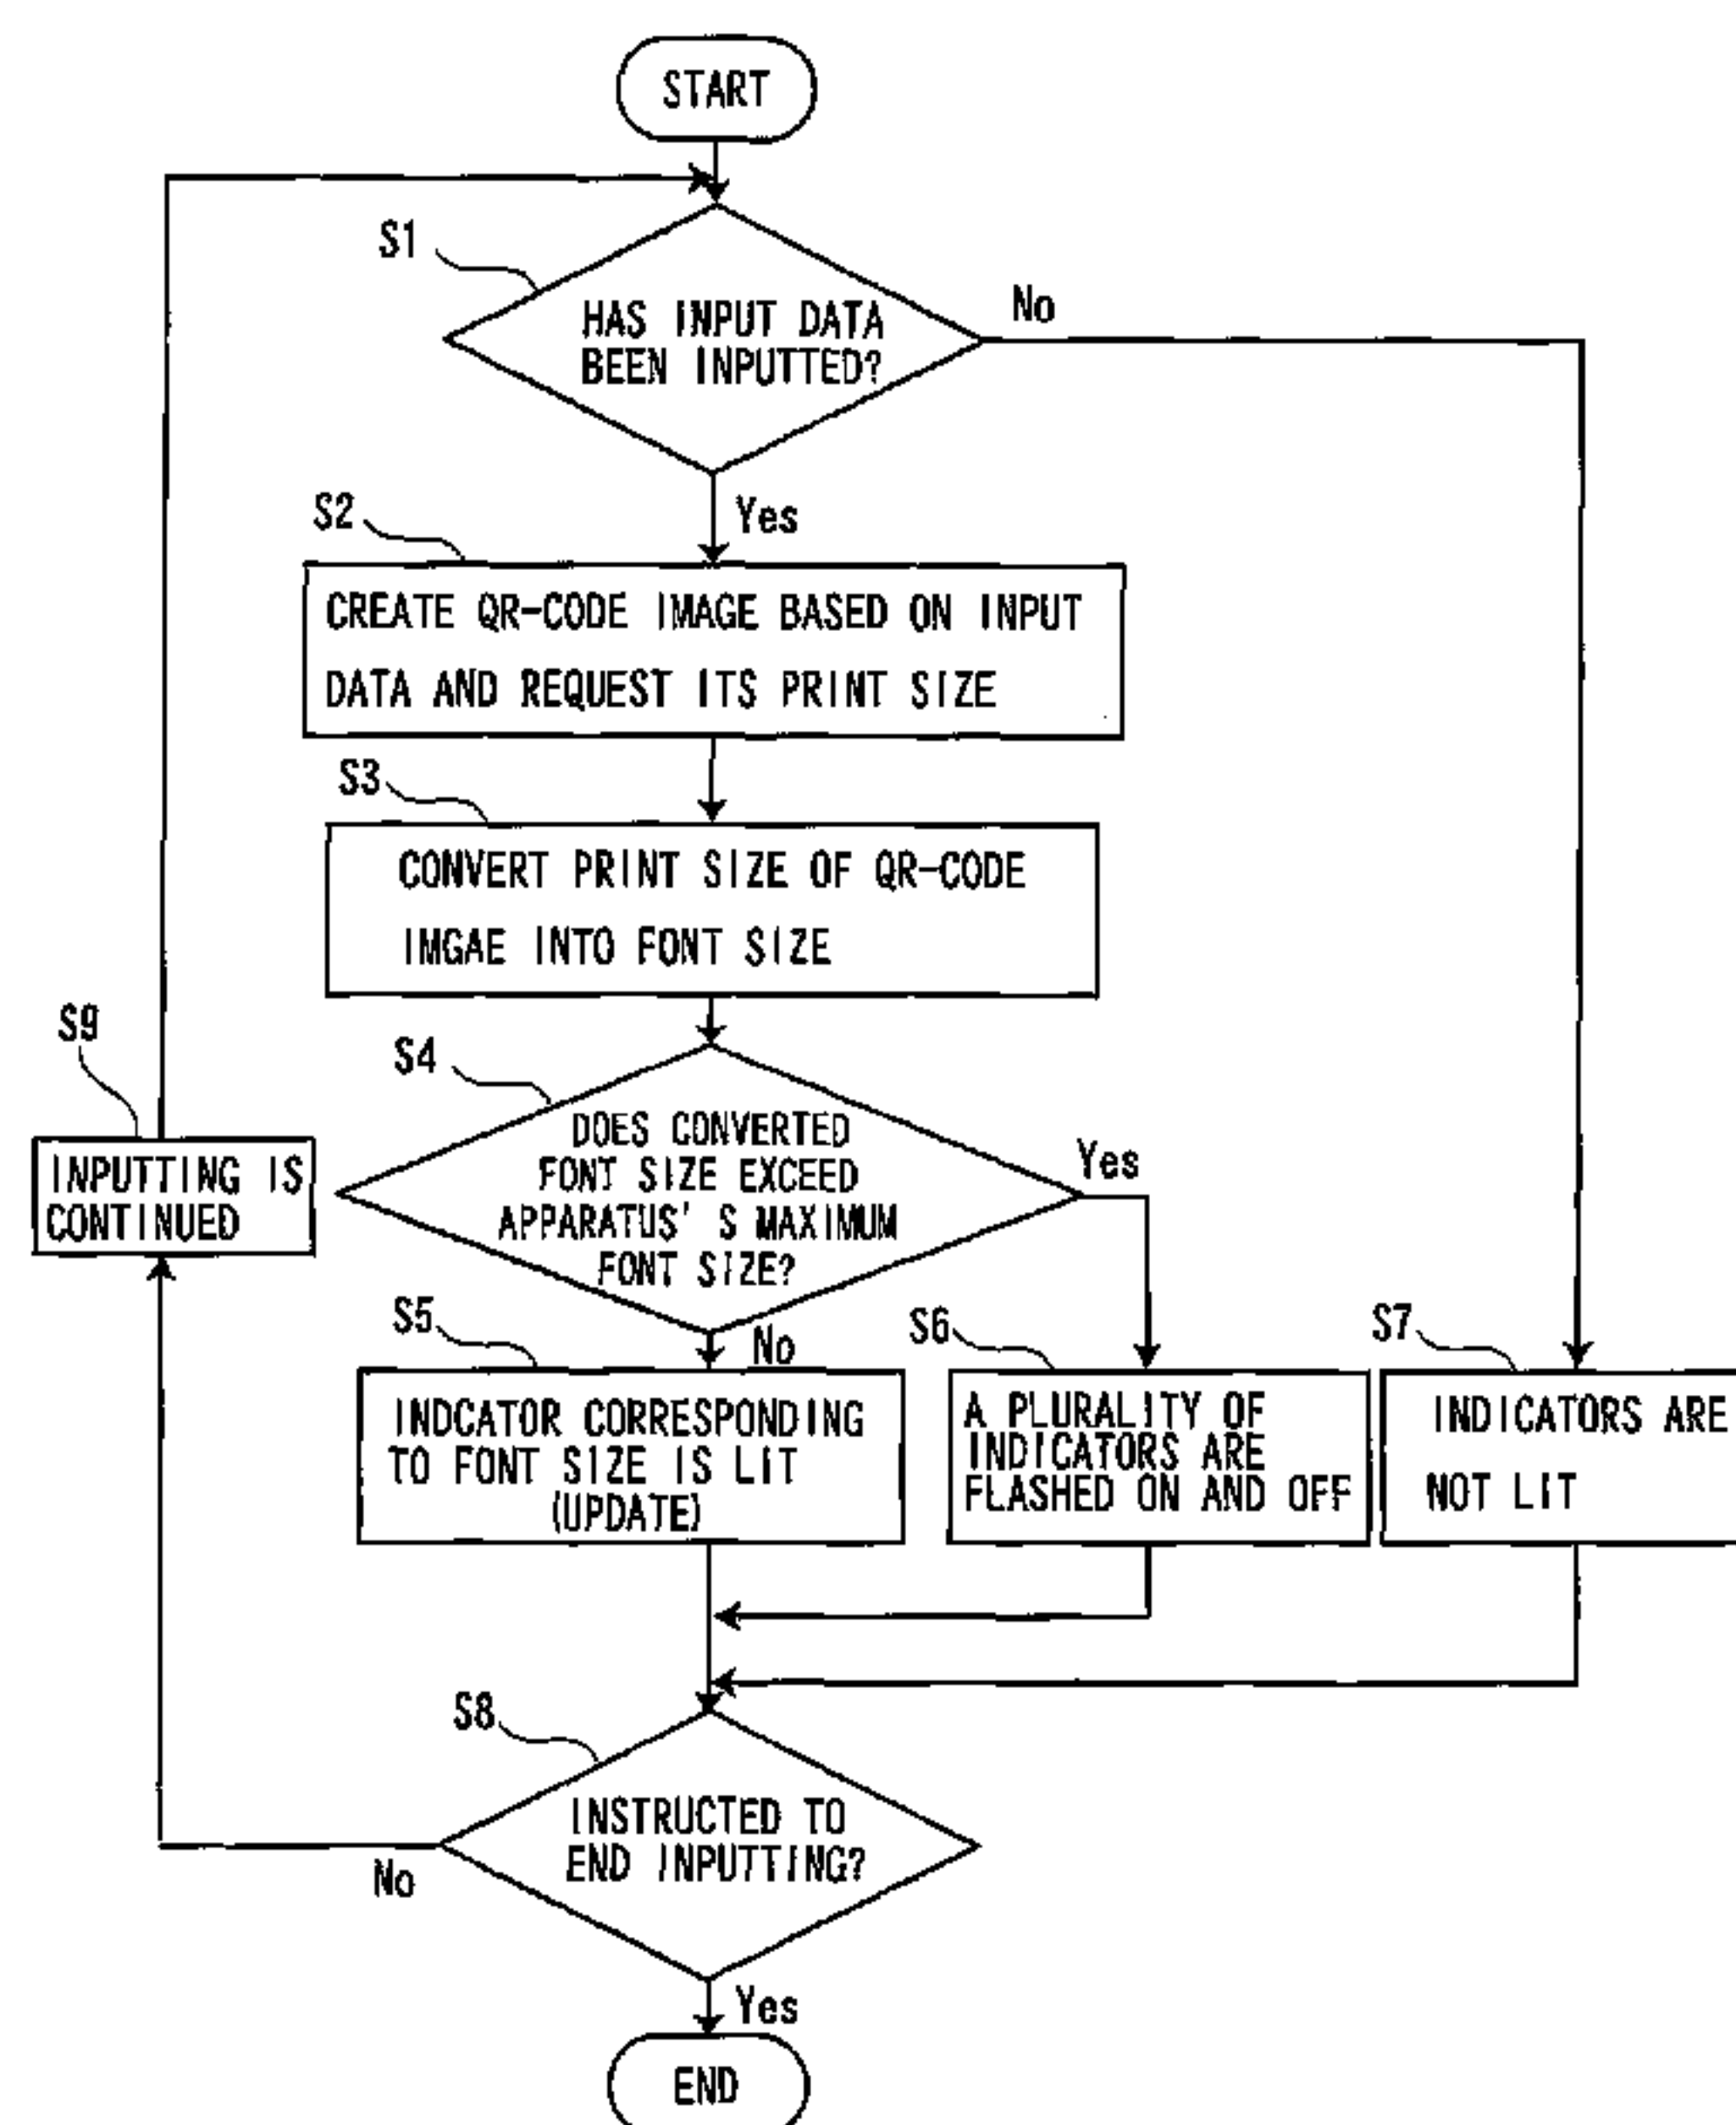 START
S1
HAS INPUT DATA
BEEN INPUTTED?
No
Yes
S2
CREATE QR-CODE IMAGE BASED ON INPUT
DATA AND REQUEST ITS PRINT SIZE
S3
CONVERT PRINT SIZE OF QR-CODE
IMGAE INTO FONT SIZE
S9
INPUTTING IS
CONTINUED
S4
DOES CONVERTED
FONT SIZE EXCEED
APPARATUS' S MAXIMUM
FONT SIZE?
Yes
No
S5
INDCATOR CORRESPONDING
TO FONT SIZE IS LIT
(UPDATE)
S6
A PLURALITY OF
INDICATORS ARE
FLASHED ON AND OFF
S7
INDICATORS ARE
NOT LIT
S8
INSTRUCTED TO
END INPUTTING?
No
Yes
END